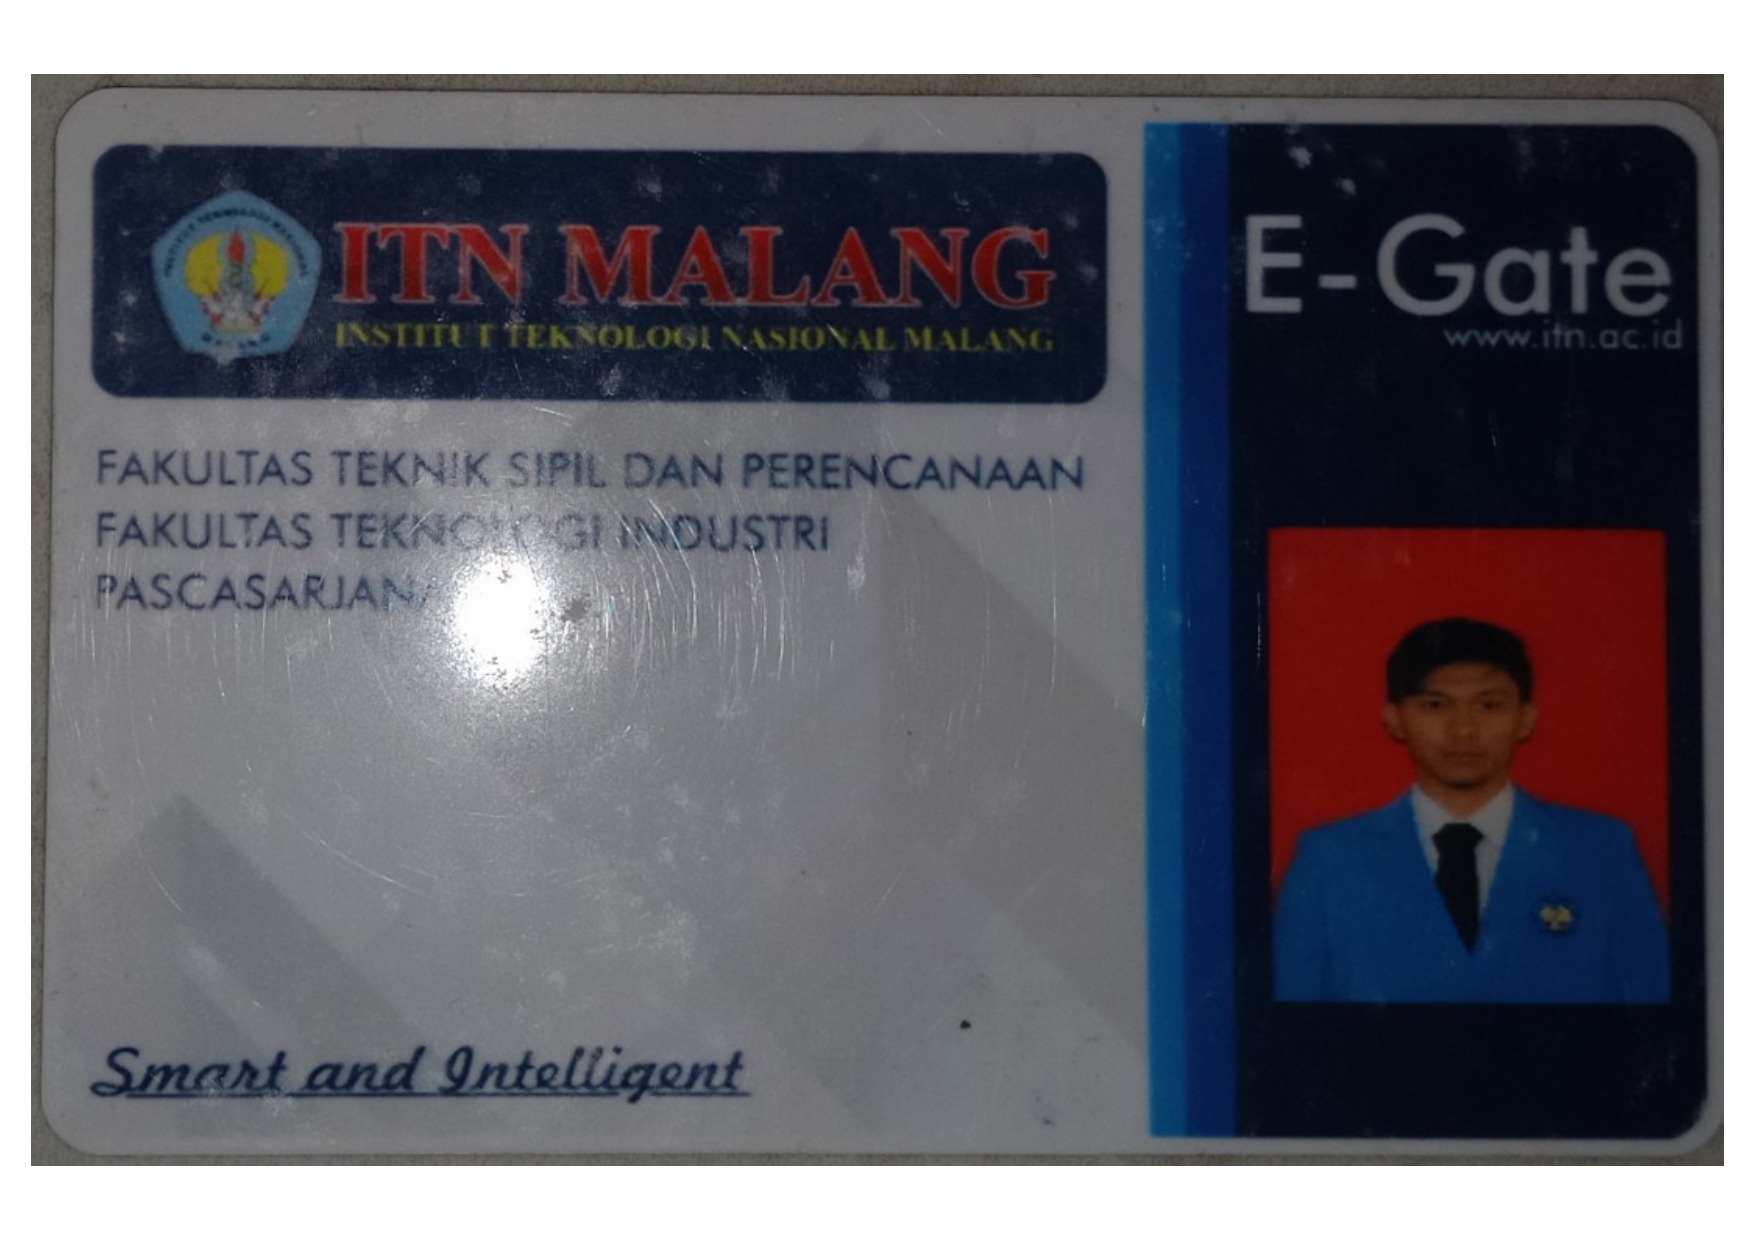 ITN MALANG
INSTITUT TEKNOLOGI NASIONAL MALANG
E-Gate
www.itn.ac.id
FAKULTAS TEKNIK SIPIL DAN PERENCANAAN
FAKULTAS TEKNOLOGI INDUSTRI
PASCASARJANA
Smart and Intelligent